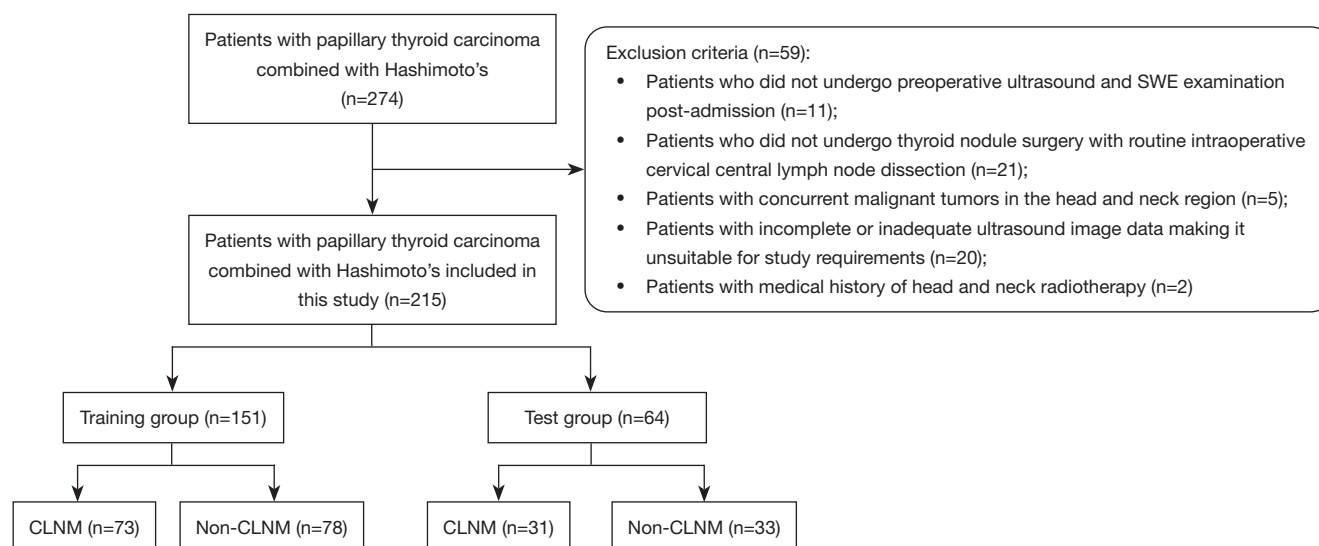 Patients with papillary thyroid carcinoma
combined with Hashimoto's
(n=274)
Exclusion criteria (n=59):
• Patients who did not undergo preoperative ultrasound and SWE examination
post-admission (n=11);
• Patients who did not undergo thyroid nodule surgery with routine intraoperative
cervical central lymph node dissection (n=21);
• Patients with concurrent malignant tumors in the head and neck region (n=5);
• Patients with incomplete or inadequate ultrasound image data making it
unsuitable for study requirements (n=20);
• Patients with medical history of head and neck radiotherapy (n=2)
Patients with papillary thyroid carcinoma
combined with Hashimoto's included in
this study (n=215)
Training group (n=151)
Test group (n=64)
CLNM (n=73)
Non-CLNM (n=78)
CLNM (n=31)
Non-CLNM (n=33)